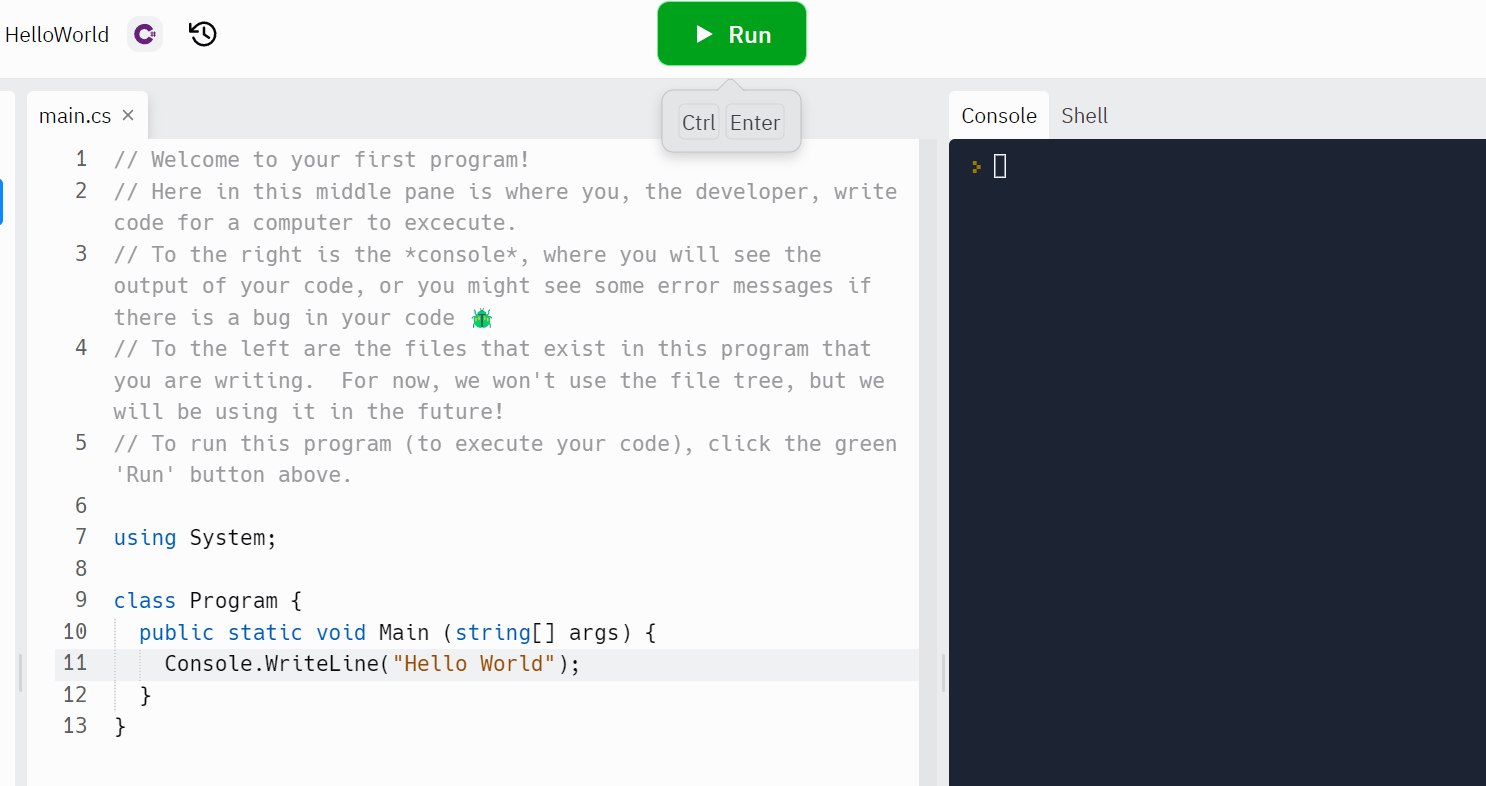 HelloWorld
Run
Ctrl Enter
main.cs ×
Console Shell
1 // Welcome to your first program!
2 // Here in this middle pane is where you, the developer, write
code for a computer to excecute.
3 // To the right is the *console*, where you will see the
output of your code, or you might see some error messages if
there is a bug in your code 🪲
4 // To the left are the files that exist in this program that
you are writing.  For now, we won't use the file tree, but we
will be using it in the future!
5 // To run this program (to execute your code), click the green
'Run' button above.
6
7 using System;
8
9 class Program {
10   public static void Main (string[] args) {
11     Console.WriteLine("Hello World");
12   }
13 }